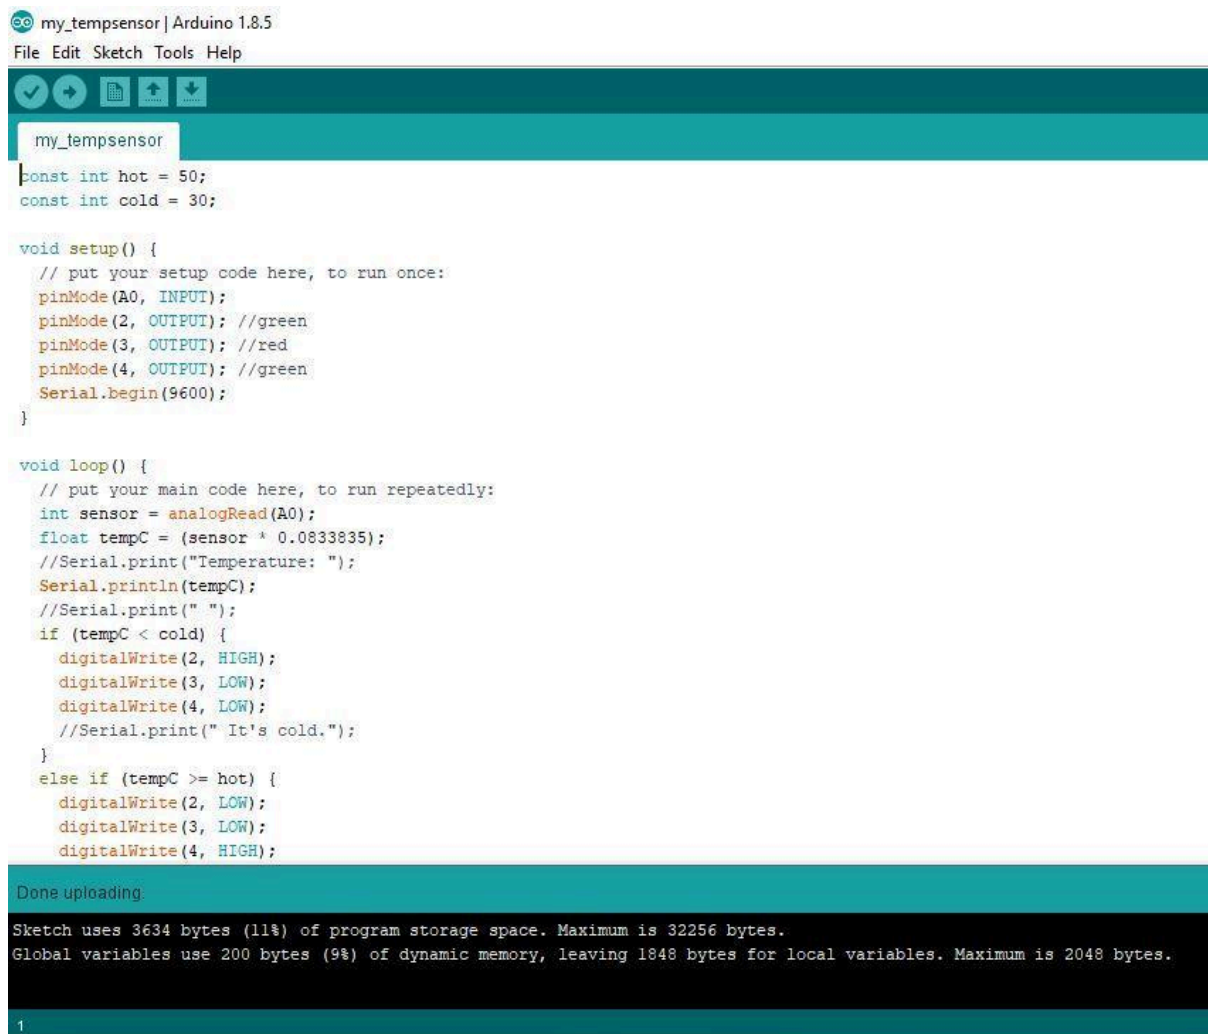 my_tempsensor | Arduino 1.8.5
File Edit Sketch Tools Help
my_tempsensor
const int hot = 50;
const int cold = 30;
void setup() {
// put your setup code here, to run once:
pinMode(A0, INPUT);
pinMode(2, OUTPUT); //green
pinMode(3, OUTPUT); //red
pinMode(4, OUTPUT); //green
Serial.begin(9600);
}
void loop() {
// put your main code here, to run repeatedly:
int sensor = analogRead(A0);
float tempC = (sensor * 0.0833835);
//Serial.print("Temperature: ");
Serial.println(tempC);
//Serial.print(" ");
if (tempC < cold) {
digitalWrite(2, HIGH);
digitalWrite(3, LOW);
digitalWrite(4, LOW);
//Serial.print(" It's cold.");
}
else if (tempC >= hot) {
digitalWrite(2, LOW);
digitalWrite(3, LOW);
digitalWrite(4, HIGH);
Done uploading.
Sketch uses 3634 bytes (11%) of program storage space. Maximum is 32256 bytes.
Global variables use 200 bytes (9%) of dynamic memory, leaving 1848 bytes for local variables. Maximum is 2048 bytes.
1